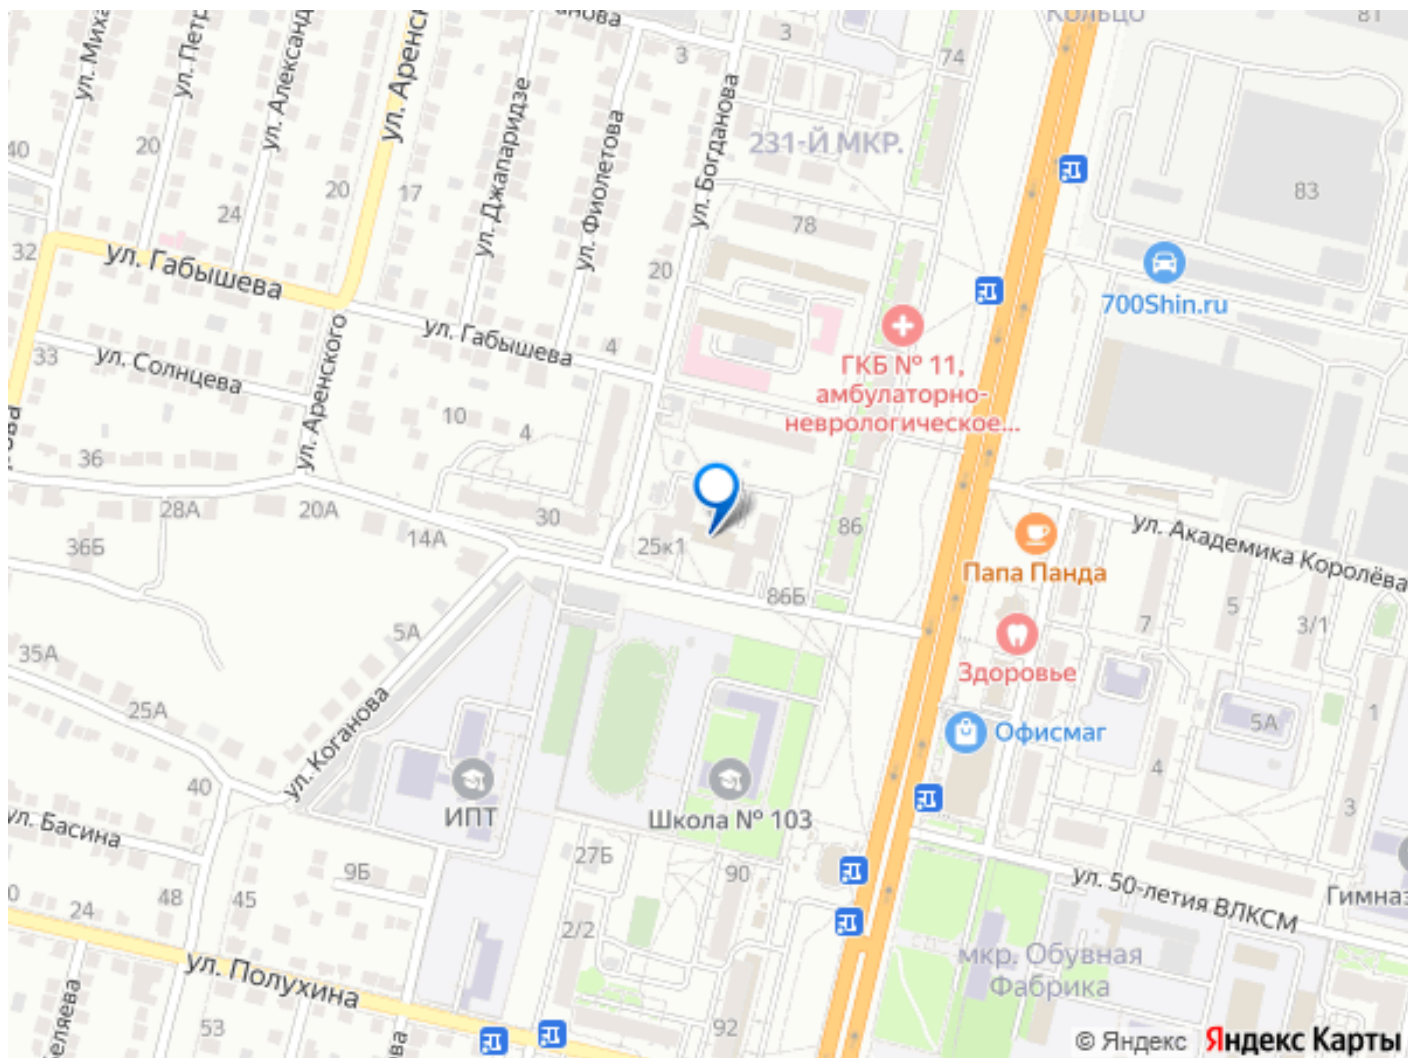 КОЛЬЦО
81
ул. Аренск
3
3
74
20
ул. Джапаридзе
ул. Фиолетова
ул. Богданова
231-Й МКР.
40
20
24
20
17
78
83
32
ул. Габышева
20
700Shin.ru
ул. Габышева
4
33
ул. Солнцева
ул. Аренского
ГКБ № 11,
амбулаторно-
неврологическое...
10
4
36
28А
20А
14А
30
25к1
86
ул. Академика Королёва
36Б
Папа Панда
86Б
5А
7
5
3/1
35А
Здоровье
25А
ул. Коганова
Офисмаг
5А
1
40
4
3
ИПТ
Школа № 103
ул. Басина
27Б
9Б
90
ул. 50-летия ВЛКСМ
48
45
24
2/2
Гимназ
ул. Полухина
мкр. Обувная
Фабрика
53
92
© Яндекс Яндекс Карты